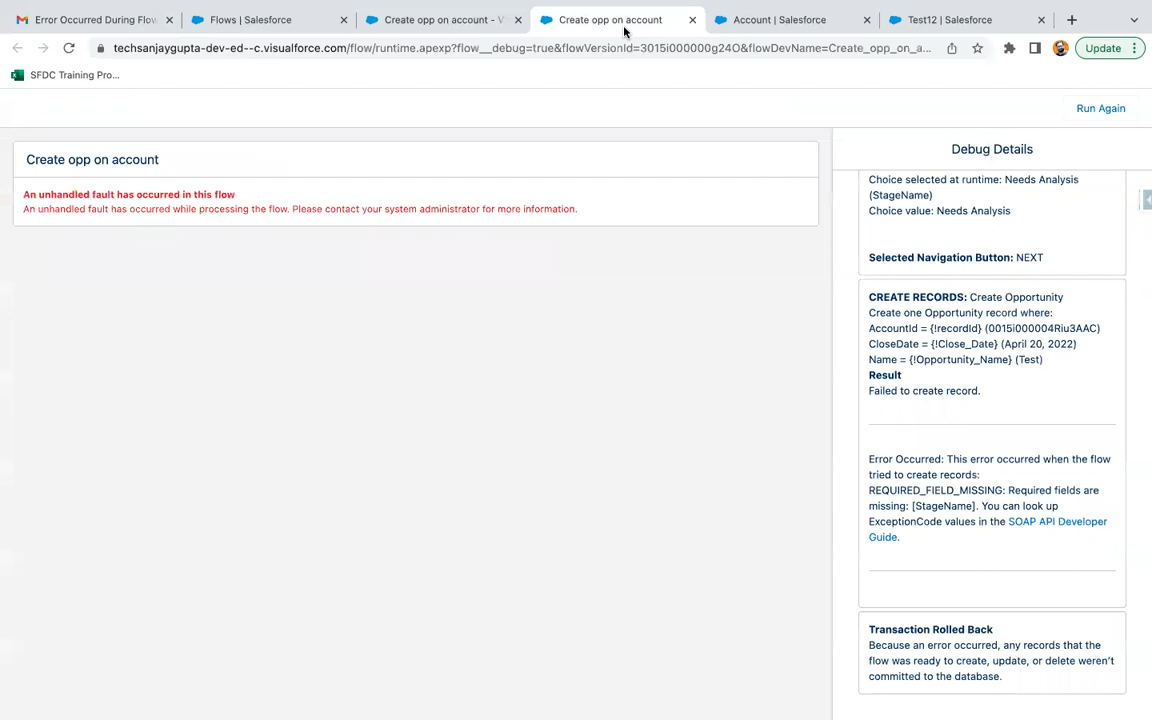 Error Occurred During Flow
Flows | Salesforce
Create opp on account - V
Create opp on account
Account | Salesforce
Test12 | Salesforce
techsanjaygupta-dev-ed--c.visualforce.com/flow/runtime.apexp?flow__debug=true&flowVersionId=3015i000000g24O&flowDevName=Create_opp_on_a...
Update
SFDC Training Pro...
Run Again
Create opp on account
An unhandled fault has occurred in this flow
An unhandled fault has occurred while processing the flow. Please contact your system administrator for more information.
Debug Details
Choice selected at runtime: Needs Analysis
(StageName)
Choice value: Needs Analysis
Selected Navigation Button: NEXT
CREATE RECORDS: Create Opportunity
Create one Opportunity record where:
AccountId = {!recordId} (0015i000004Riu3AAC)
CloseDate = {!Close_Date} (April 20, 2022)
Name = {!Opportunity_Name} (Test)
Result
Failed to create record.
Error Occurred: This error occurred when the flow
tried to create records:
REQUIRED_FIELD_MISSING: Required fields are
missing: [StageName]. You can look up
ExceptionCode values in the SOAP API Developer
Guide.
Transaction Rolled Back
Because an error occurred, any records that the
flow was ready to create, update, or delete weren't
committed to the database.